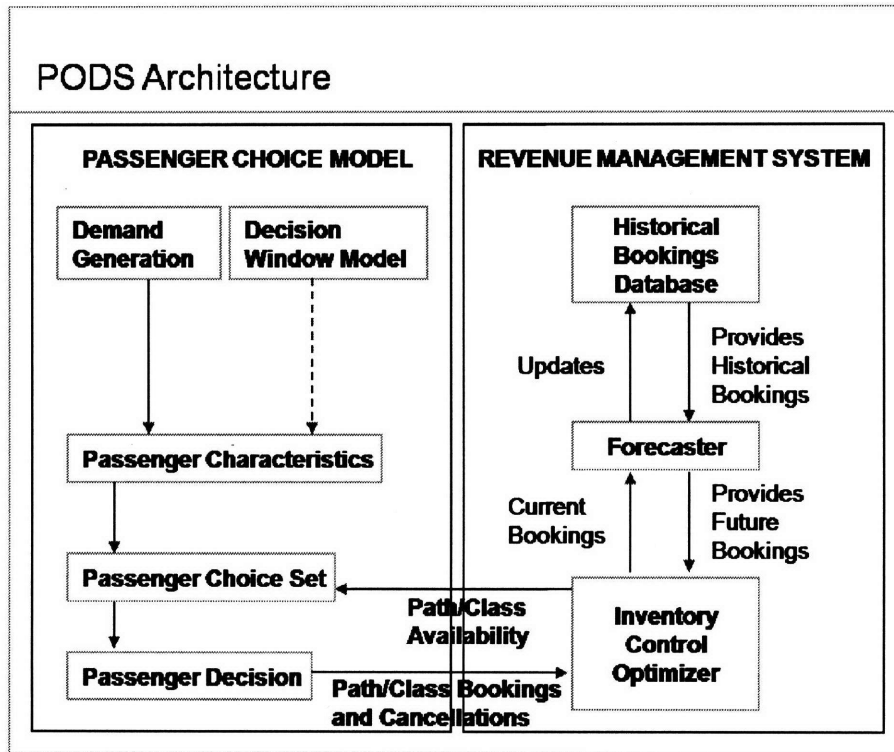 PODS Architecture
PASSENGER CHOICE MODEL
Demand
Generation
Decision
Window Model
Passenger Characteristics
Passenger Choice Set
Passenger Decision
REVENUE MANAGEMENT SYSTEM
Historical
Bookings
Database
Updates
Provides
Historical
Bookings
Forecaster
Current
Bookings
Provides
Future
Bookings
Path/Class
Availability
Inventory
Control
Optimizer
Path/Class Bookings
and Cancellations